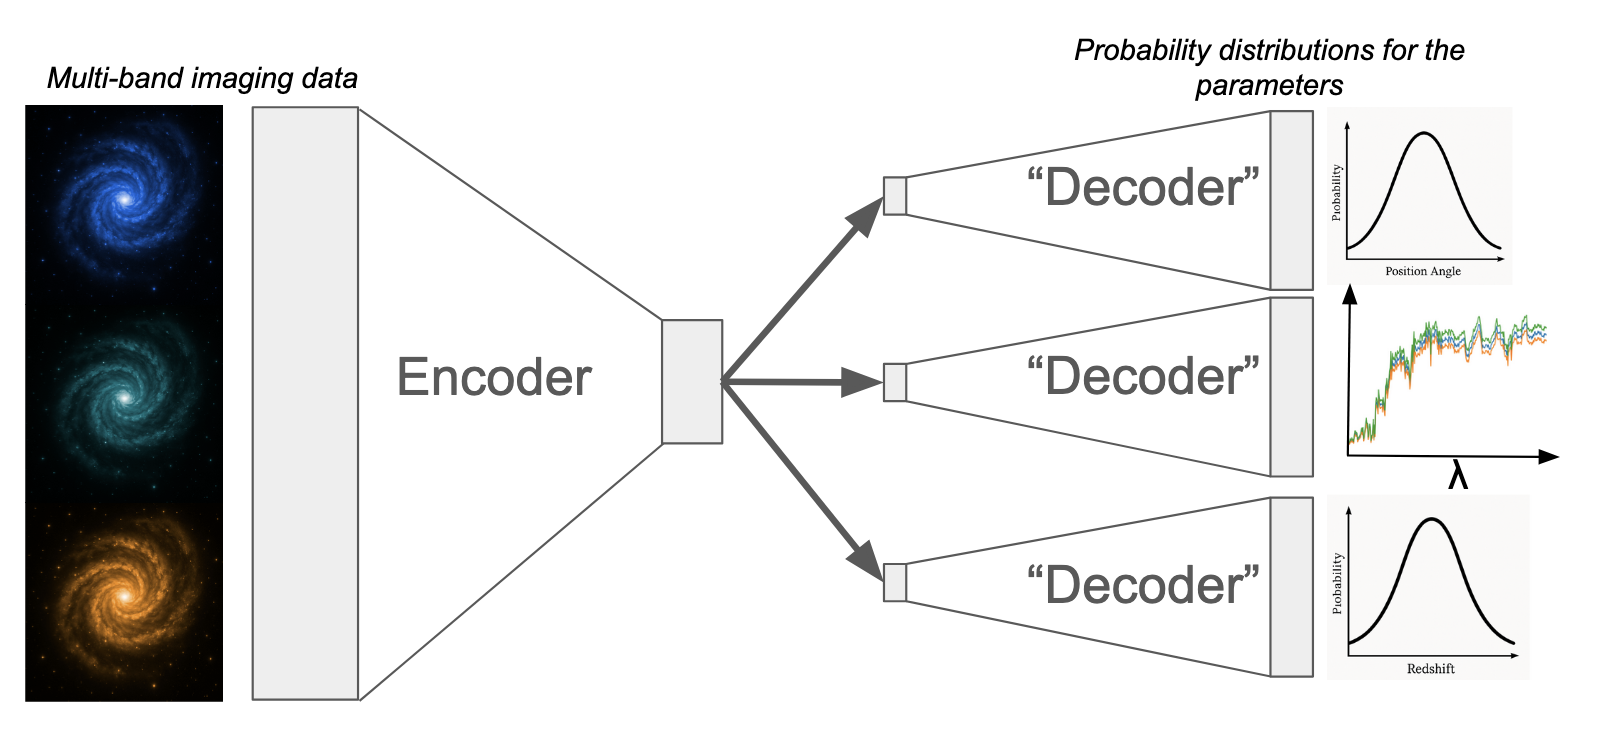 Multi-band imaging data
Probability distributions for the
parameters
Encoder
“Decoder”
Probability
Position Angle
“Decoder”
λ
“Decoder”
Probability
Redshift